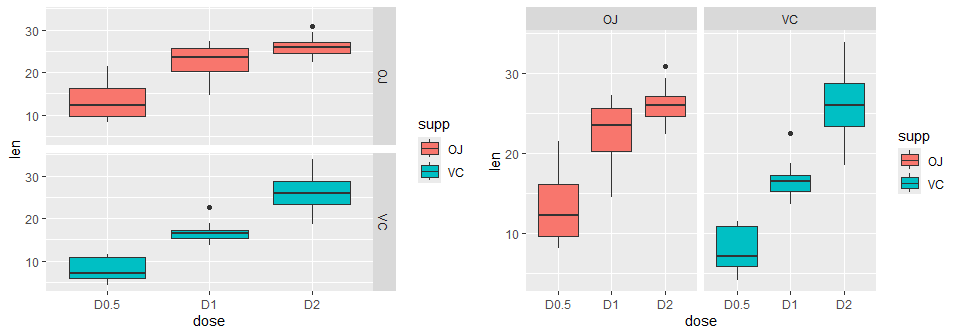 30
20
10
OJ
30
20
10
VC
len
D0.5 D1 D2
dose
supp
OJ
VC
OJ VC
30
20
10
len
D0.5 D1 D2 D0.5 D1 D2
dose
supp
OJ
VC